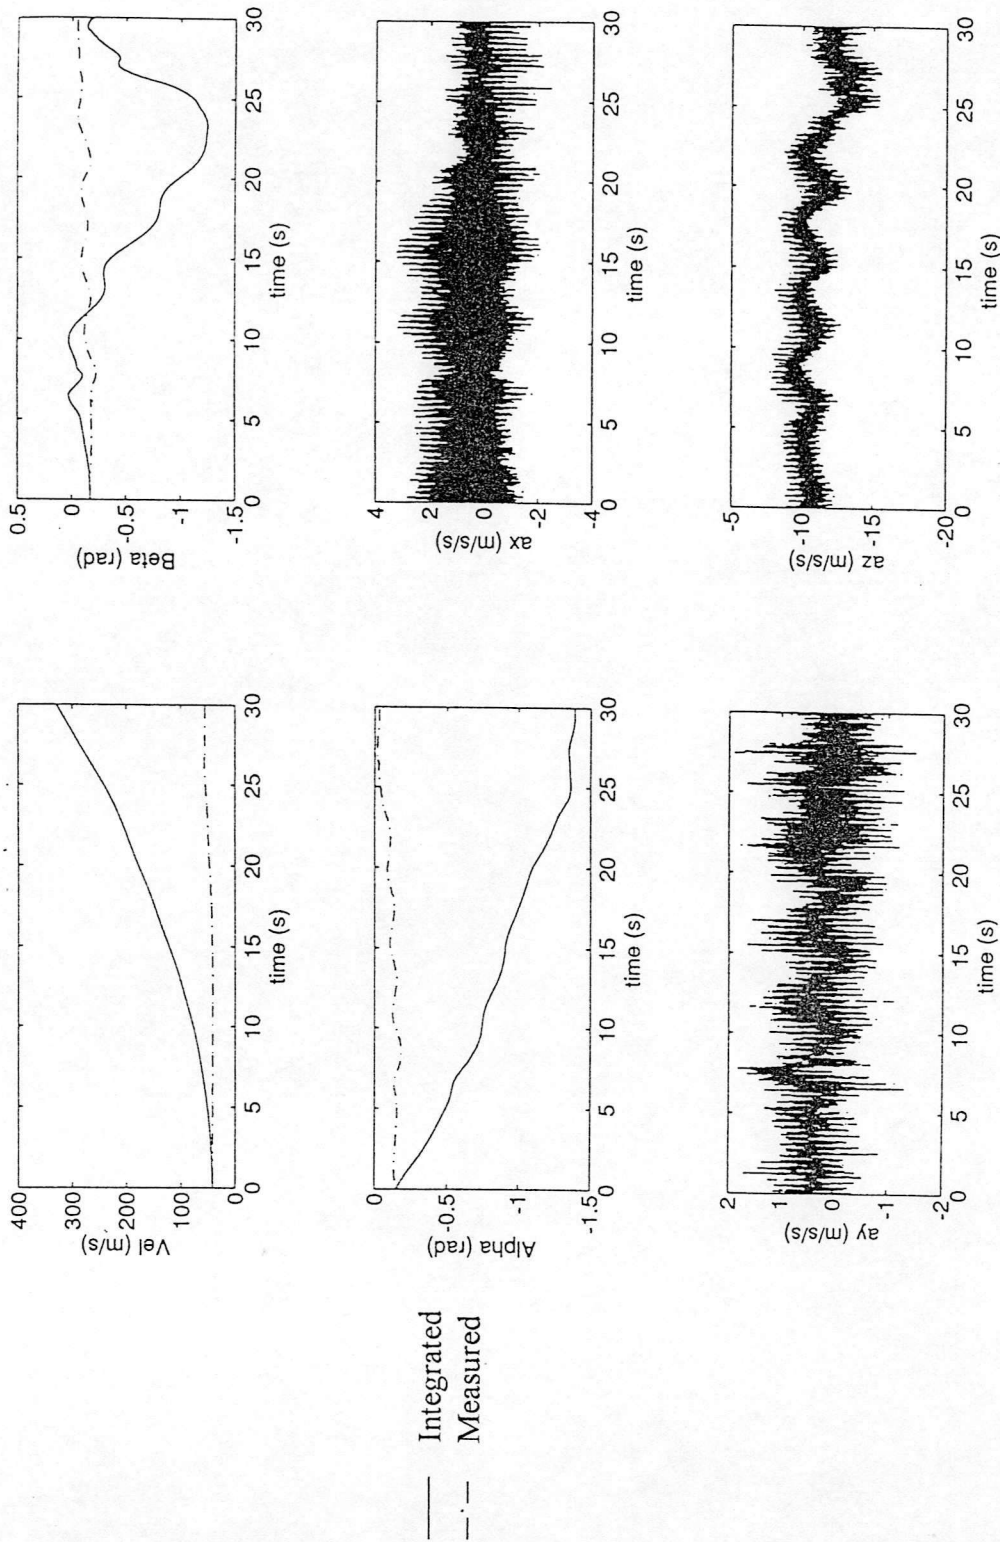 Integrated
Measured
Vel (m/s)
400
300
200
100
0
0 5 10 15 20 25 30
time (s)
Beta (rad)
0.5
0
-0.5
-1
-1.5
0 5 10 15 20 25 30
time (s)
Alpha (rad)
0
-0.5
-1
-1.5
0 5 10 15 20 25 30
time (s)
ax (m/s/s)
4
2
0
-2
-4
0 5 10 15 20 25 30
time (s)
ay (m/s/s)
2
1
0
-1
-2
0 5 10 15 20 25 30
time (s)
az (m/s/s)
-5
-10
-15
-20
0 5 10 15 20 25 30
time (s)